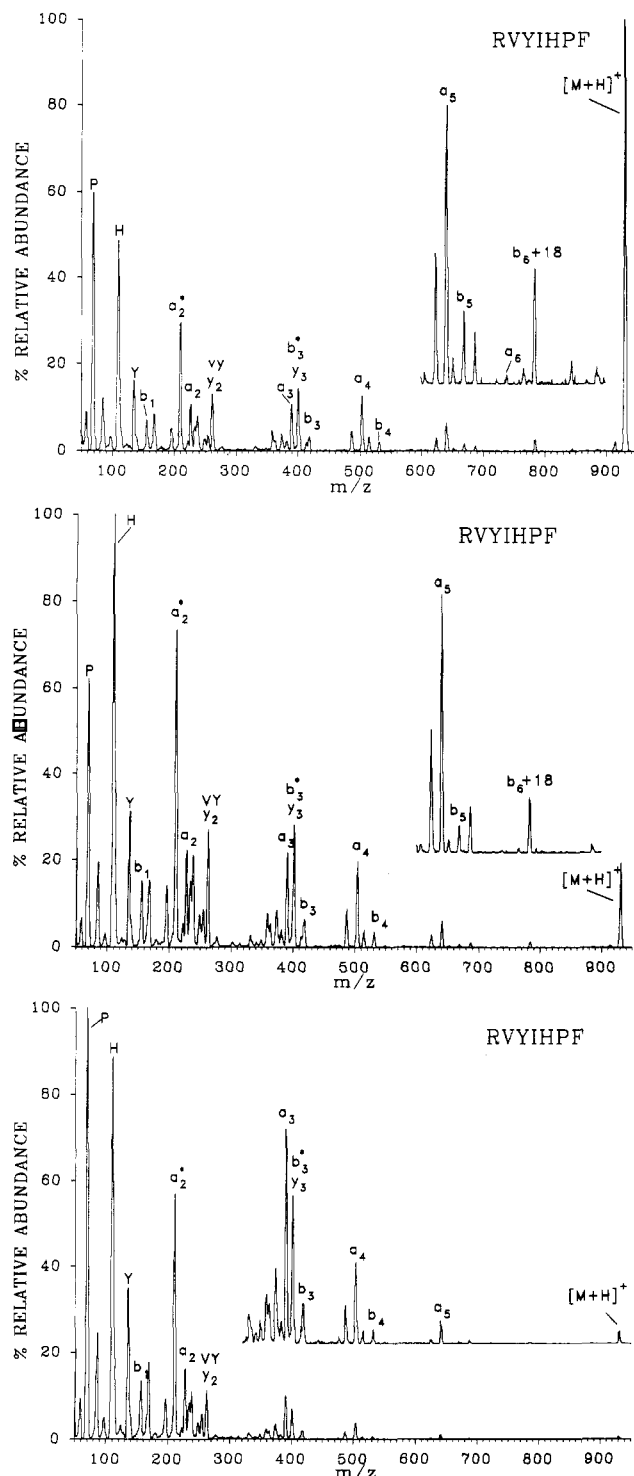 RVYIHPF
[M+H]+
% RELATIVE ABUNDANCE
100
80
60
40
20
0
P
H
Y
b1
a2*
a2
VY
y2
a3
b3*
y3
b3
a4
b4
a5
b5
a6
b6+18
100 200 300 400 500 600 700 800 900
m/z
RVYIHPF
[M+H]+
% RELATIVE ABUNDANCE
100
80
60
40
20
0
P
H
Y
b1
a2*
a2
VY
y2
a3
b3*
y3
b3
a4
b4
a5
b5
b6+18
100 200 300 400 500 600 700 800 900
m/z
RVYIHPF
[M+H]+
% RELATIVE ABUNDANCE
100
80
60
40
20
0
P
H
Y
b1
a2*
a2
VY
y2
a3
b3*
y3
b3
a4
b4
a5
100 200 300 400 500 600 700 800 900
m/z